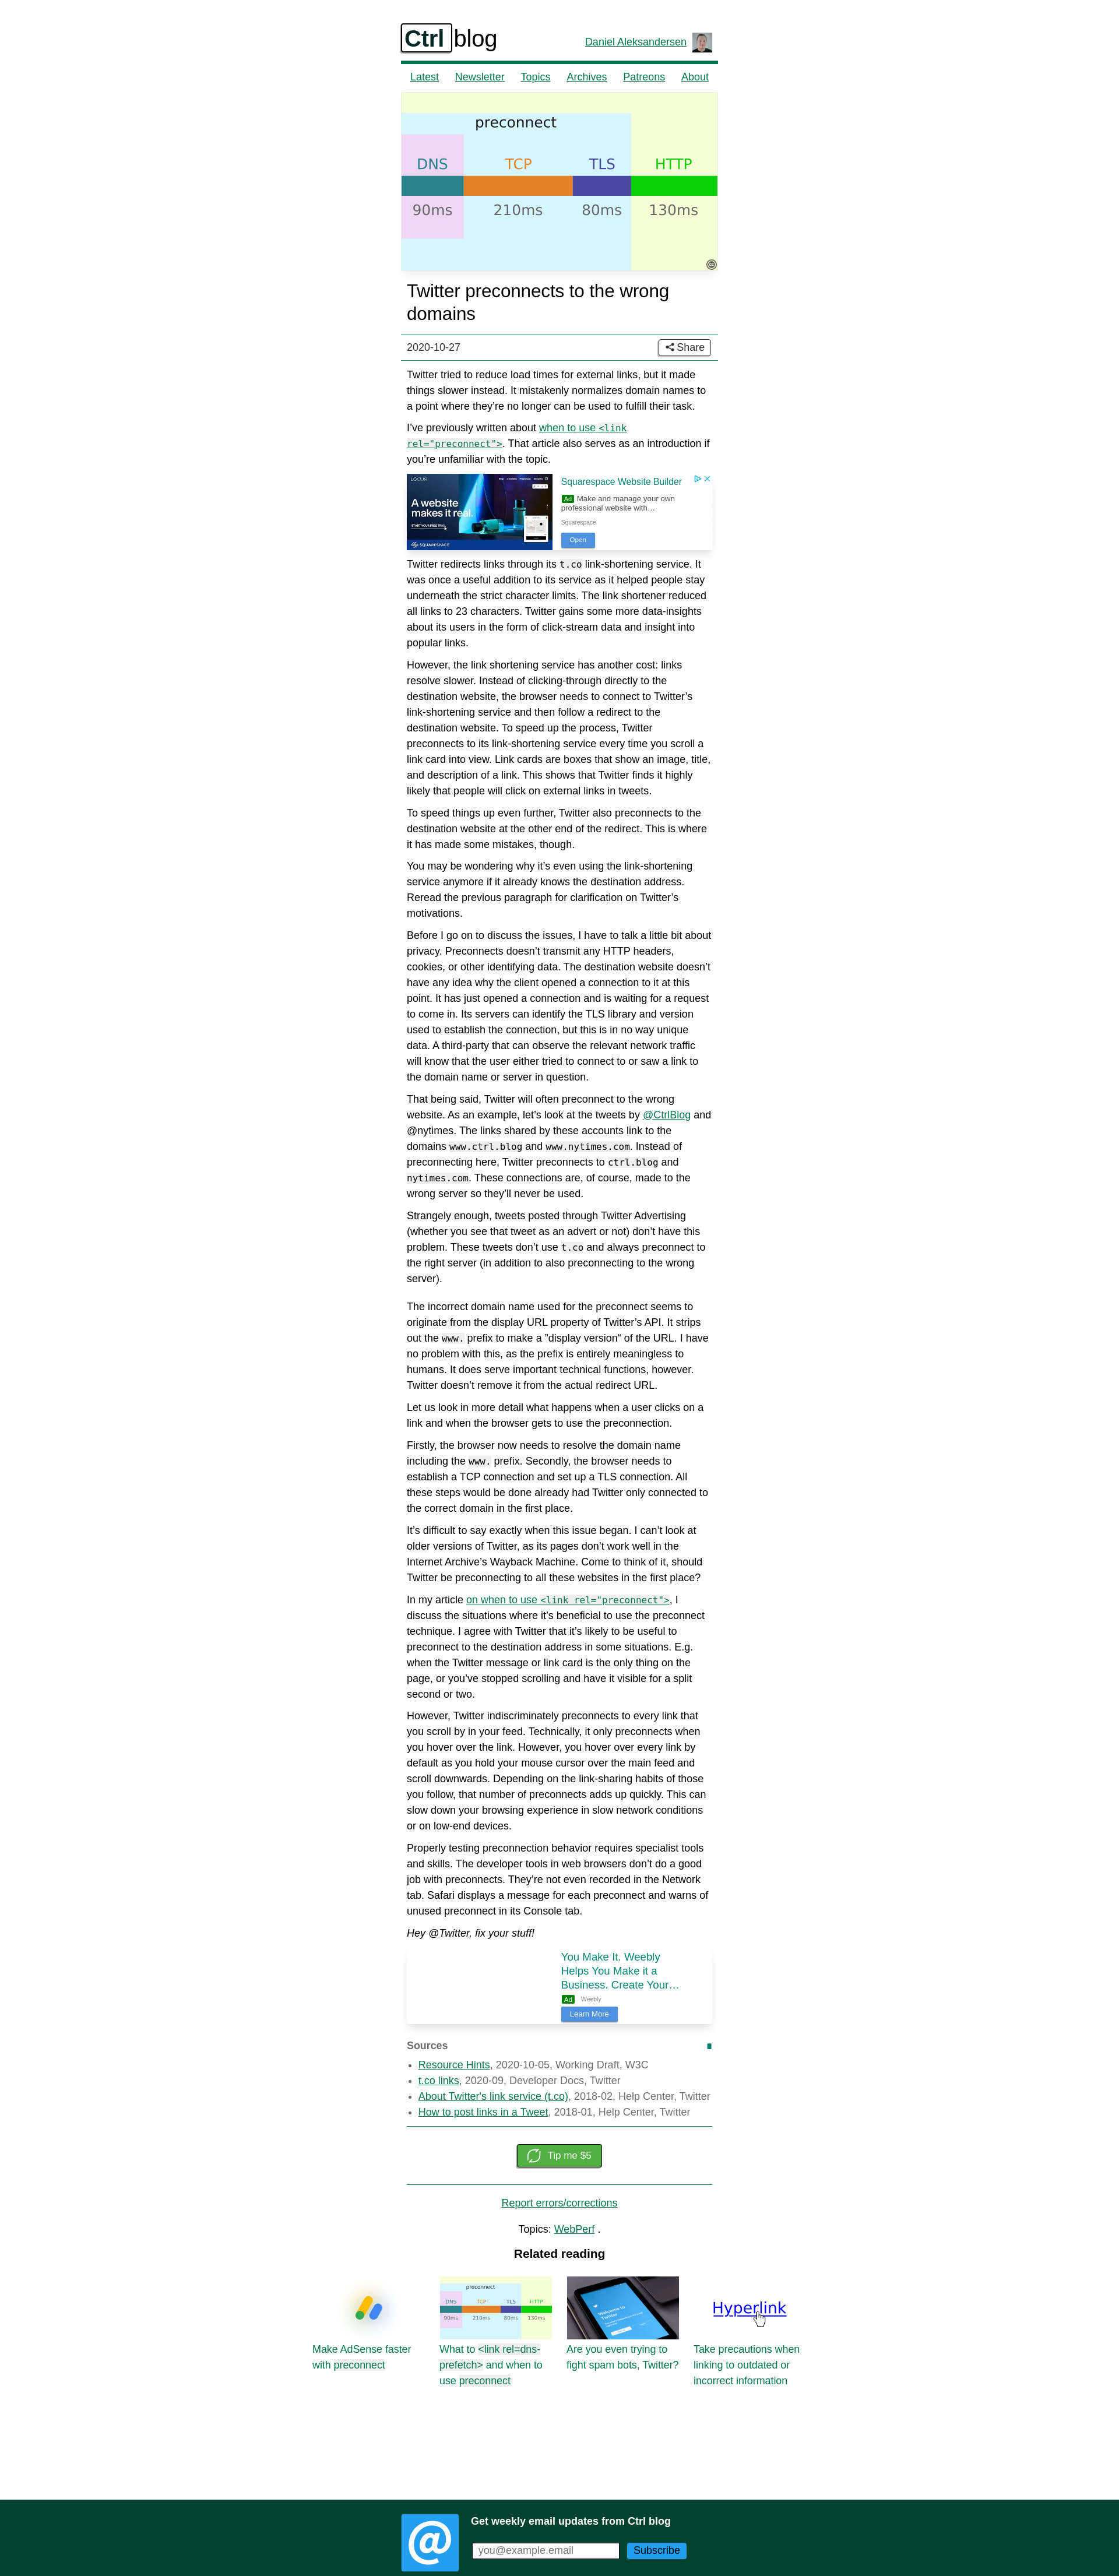 Ctrl blog
Daniel Aleksandersen
Latest Newsletter Topics Archives Patreons About
preconnect
DNS TCP TLS HTTP
90ms 210ms 80ms 130ms
Twitter preconnects to the wrong
domains
2020-10-27
Share
Twitter tried to reduce load times for external links, but it made
things slower instead. It mistakenly normalizes domain names to
a point where they’re no longer can be used to fulfill their task.
I’ve previously written about when to use <link
rel="preconnect">. That article also serves as an introduction if
you’re unfamiliar with the topic.
A website
makes it real.
START YOUR FREE TRIAL
SQUARESPACE
Squarespace Website Builder
Ad Make and manage your own
professional website with…
Squarespace
Open
Twitter redirects links through its t.co link-shortening service. It
was once a useful addition to its service as it helped people stay
underneath the strict character limits. The link shortener reduced
all links to 23 characters. Twitter gains some more data-insights
about its users in the form of click-stream data and insight into
popular links.
However, the link shortening service has another cost: links
resolve slower. Instead of clicking-through directly to the
destination website, the browser needs to connect to Twitter’s
link-shortening service and then follow a redirect to the
destination website. To speed up the process, Twitter
preconnects to its link-shortening service every time you scroll a
link card into view. Link cards are boxes that show an image, title,
and description of a link. This shows that Twitter finds it highly
likely that people will click on external links in tweets.
To speed things up even further, Twitter also preconnects to the
destination website at the other end of the redirect. This is where
it has made some mistakes, though.
You may be wondering why it’s even using the link-shortening
service anymore if it already knows the destination address.
Reread the previous paragraph for clarification on Twitter’s
motivations.
Before I go on to discuss the issues, I have to talk a little bit about
privacy. Preconnects doesn’t transmit any HTTP headers,
cookies, or other identifying data. The destination website doesn’t
have any idea why the client opened a connection to it at this
point. It has just opened a connection and is waiting for a request
to come in. Its servers can identify the TLS library and version
used to establish the connection, but this is in no way unique
data. A third-party that can observe the relevant network traffic
will know that the user either tried to connect to or saw a link to
the domain name or server in question.
That being said, Twitter will often preconnect to the wrong
website. As an example, let’s look at the tweets by @CtrlBlog and
@nytimes. The links shared by these accounts link to the
domains www.ctrl.blog and www.nytimes.com. Instead of
preconnecting here, Twitter preconnects to ctrl.blog and
nytimes.com. These connections are, of course, made to the
wrong server so they’ll never be used.
Strangely enough, tweets posted through Twitter Advertising
(whether you see that tweet as an advert or not) don’t have this
problem. These tweets don’t use t.co and always preconnect to
the right server (in addition to also preconnecting to the wrong
server).
The incorrect domain name used for the preconnect seems to
originate from the display URL property of Twitter’s API. It strips
out the www. prefix to make a ”display version“ of the URL. I have
no problem with this, as the prefix is entirely meaningless to
humans. It does serve important technical functions, however.
Twitter doesn’t remove it from the actual redirect URL.
Let us look in more detail what happens when a user clicks on a
link and when the browser gets to use the preconnection.
Firstly, the browser now needs to resolve the domain name
including the www. prefix. Secondly, the browser needs to
establish a TCP connection and set up a TLS connection. All
these steps would be done already had Twitter only connected to
the correct domain in the first place.
It’s difficult to say exactly when this issue began. I can’t look at
older versions of Twitter, as its pages don’t work well in the
Internet Archive’s Wayback Machine. Come to think of it, should
Twitter be preconnecting to all these websites in the first place?
In my article on when to use <link rel="preconnect">, I
discuss the situations where it’s beneficial to use the preconnect
technique. I agree with Twitter that it’s likely to be useful to
preconnect to the destination address in some situations. E.g.
when the Twitter message or link card is the only thing on the
page, or you’ve stopped scrolling and have it visible for a split
second or two.
However, Twitter indiscriminately preconnects to every link that
you scroll by in your feed. Technically, it only preconnects when
you hover over the link. However, you hover over every link by
default as you hold your mouse cursor over the main feed and
scroll downwards. Depending on the link-sharing habits of those
you follow, that number of preconnects adds up quickly. This can
slow down your browsing experience in slow network conditions
or on low-end devices.
Properly testing preconnection behavior requires specialist tools
and skills. The developer tools in web browsers don’t do a good
job with preconnects. They’re not even recorded in the Network
tab. Safari displays a message for each preconnect and warns of
unused preconnect in its Console tab.
Hey @Twitter, fix your stuff!
You Make It. Weebly
Helps You Make it a
Business. Create Your…
Ad Weebly
Learn More
Sources
Resource Hints, 2020-10-05, Working Draft, W3C
t.co links, 2020-09, Developer Docs, Twitter
About Twitter's link service (t.co), 2018-02, Help Center, Twitter
How to post links in a Tweet, 2018-01, Help Center, Twitter
Tip me $5
Report errors/corrections
Topics: WebPerf .
Related reading
preconnect
DNS TCP TLS HTTP
90ms 210ms 80ms 130ms
Hyperlink
Make AdSense faster
with preconnect
What to <link rel=dns-
prefetch> and when to
use preconnect
Are you even trying to
fight spam bots, Twitter?
Take precautions when
linking to outdated or
incorrect information
@
Get weekly email updates from Ctrl blog
you@example.email
Subscribe